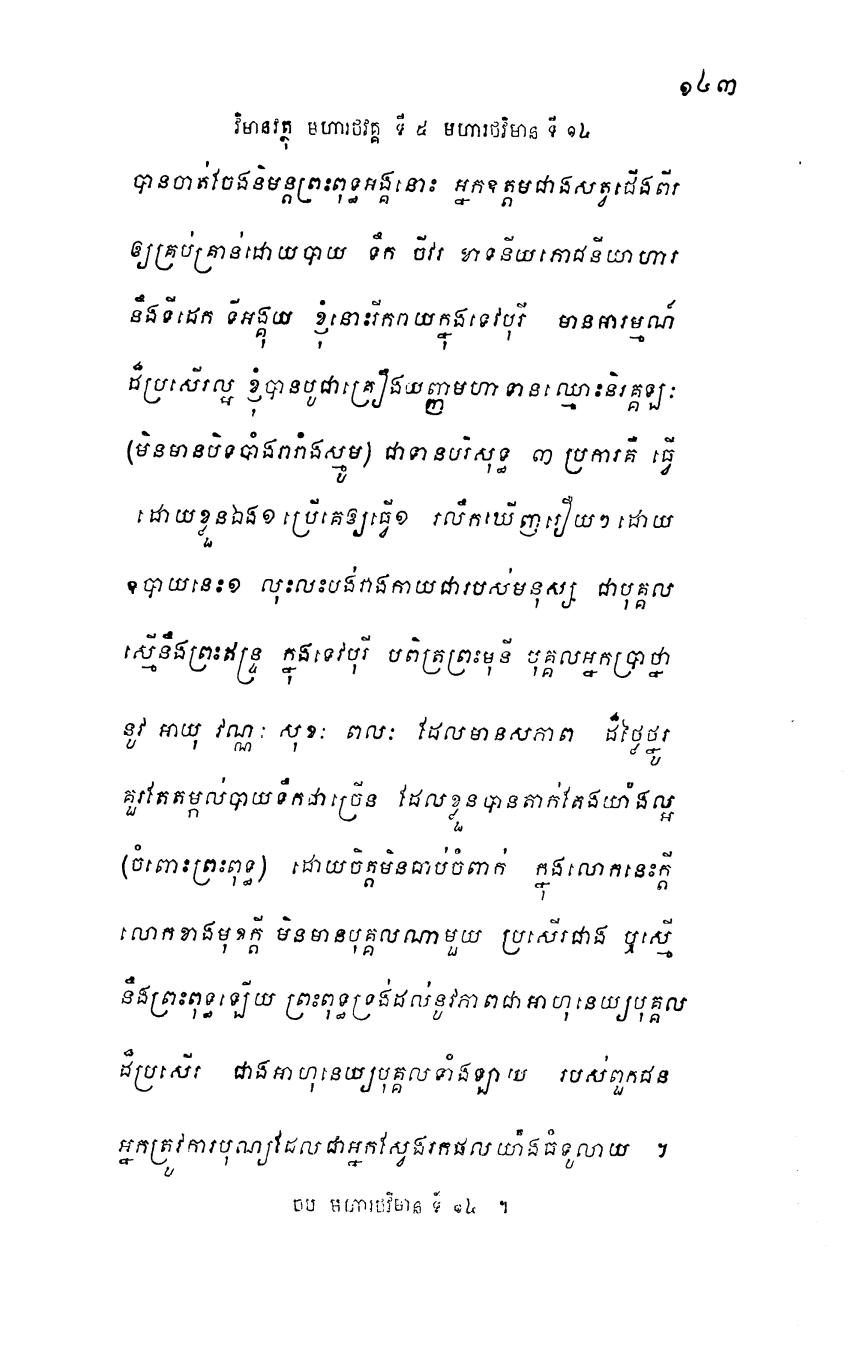 ១៤៣
វិមានវត្ថុ មហារថវគ្គ ទី ៥ មហារថវិមាន ទី ១៤
បានចាត់ចែងនិមន្តព្រះពុទ្ធអង្គនោះ អ្នកឧត្តមជាងសត្វជើងពីរ
ឲ្យគ្រប់គ្រាន់ដោយបាយ ទឹក ចីវរ ខាទនីយភោជនីយាហារ
នឹងទីដេក ទីអង្គុយ ខ្ញុំនោះរីករាយក្នុងទេវបុរី មានអារម្មណ៍
ដ៏ប្រសើរល្អ ខ្ញុំបានបូជាគ្រឿងយញ្ញមហាទានឈ្មោះនិរគ្គឡៈ
(មិនមានបិទបាំងរារាំងស្មូម) ជាទានបរិសុទ្ធ ៣ ប្រការគឺ ធ្វើ
ដោយខ្លួនឯង១ ប្រើគេឲ្យធ្វើ១ រលឹកឃើញរឿយៗ ដោយ
ឧបាយនេះ១ លុះលះបង់រាងកាយជារបស់មនុស្ស ជាបុគ្គល
ស្មើនឹងព្រះឥន្ទ្រ ក្នុងទេវបុរី បពិត្រព្រះមុនី បុគ្គលអ្នកប្រាថ្នា
នូវ អាយុ វណ្ណៈ សុខៈ ពលៈ ដែលមានសភាព ដ៏ថ្លៃថ្នូរ
គួរតែតម្កល់បាយទឹកជាច្រើន ដែលខ្លួនបានតាក់តែងយ៉ាងល្អ
(ចំពោះព្រះពុទ្ធ) ដោយចិត្តមិនជាប់ចំពាក់ ក្នុងលោកនេះក្តី
លោកខាងមុខក្តី មិនមានបុគ្គលណាមួយ ប្រសើរជាង ឬស្មើ
នឹងព្រះពុទ្ធឡើយ ព្រះពុទ្ធទ្រង់ដល់នូវភាពជាអាហុនេយ្យបុគ្គល
ដ៏ប្រសើរ ជាងអាហុនេយ្យបុគ្គលទាំងឡាយ របស់ពួកជន
អ្នកត្រូវការបុណ្យដែលជាអ្នកស្វែងរកផលយ៉ាងធំទូលាយ ។
ចប មហារថវិមាន ទី ១៤ ។